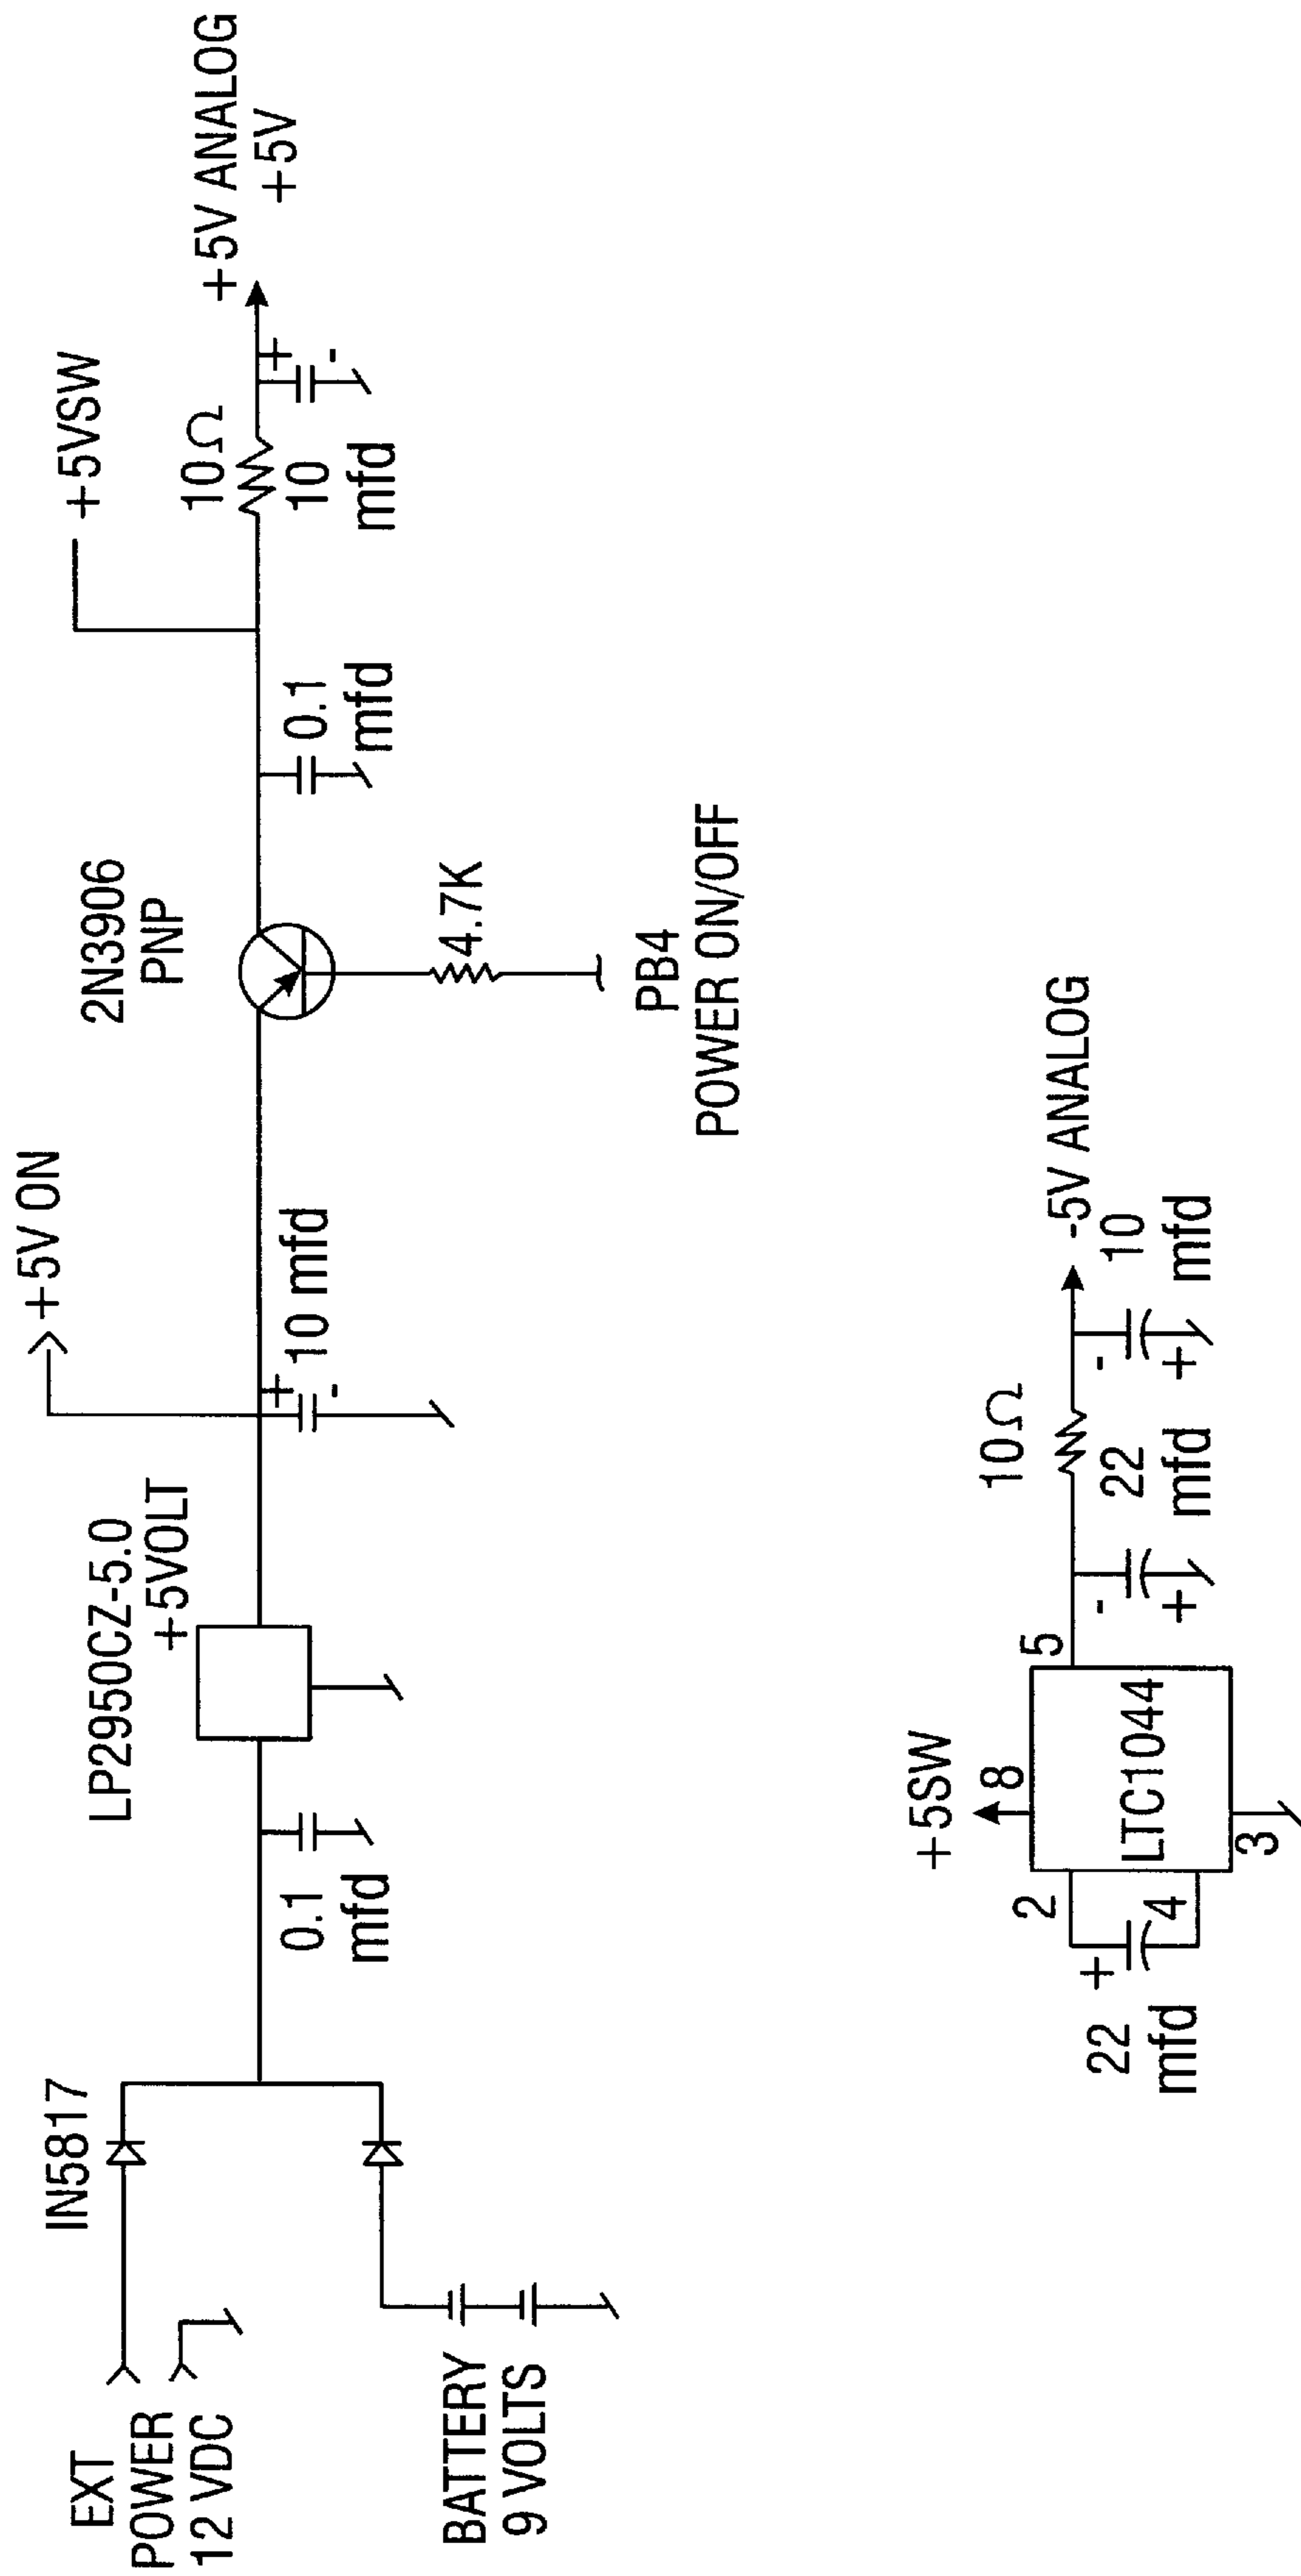 EXT
POWER
12 VDC
BATTERY
9 VOLTS
IN5817
0.1
mfd
LP2950CZ-5.0
+5VOLT
+5V ON
+
-
10 mfd
2N3906
PNP
4.7K
PB4
POWER ON/OFF
0.1
mfd
+5VSW
10Ω
10
mfd
+
-
+5V ANALOG
+5V
22
mfd
+
2
4
+5SW
8
LTC1044
3
5
-
+
22
mfd
10Ω
-
+
10
mfd
-5V ANALOG